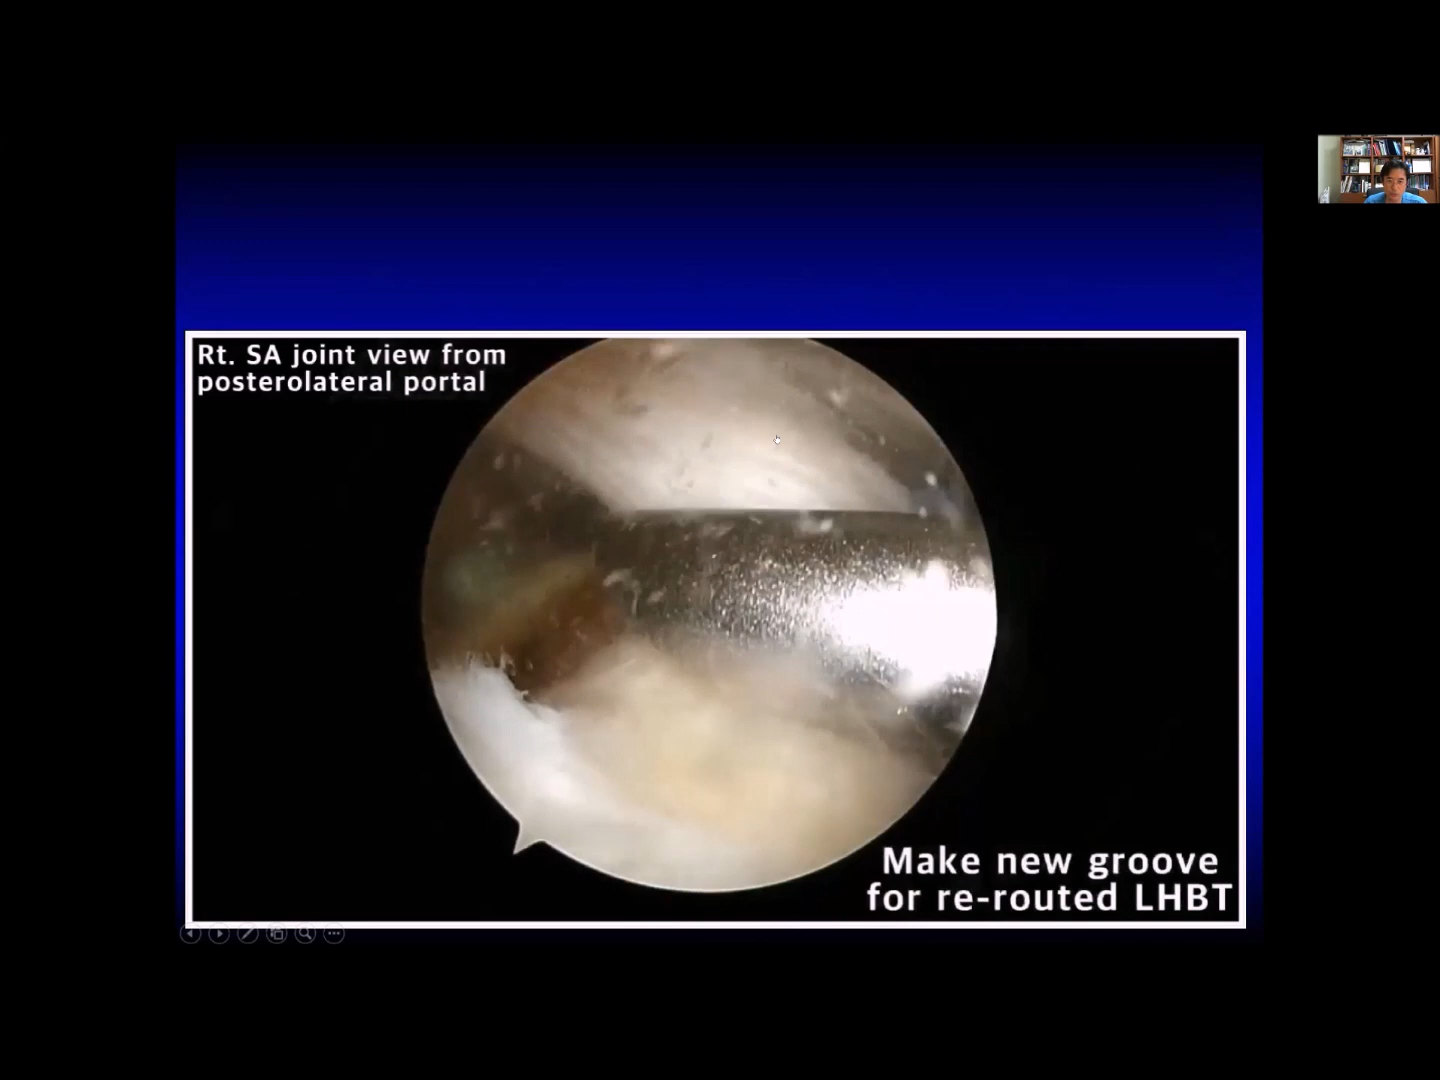 Rt. SA joint view from
posterolateral portal
Make new groove
for re-routed LHBT